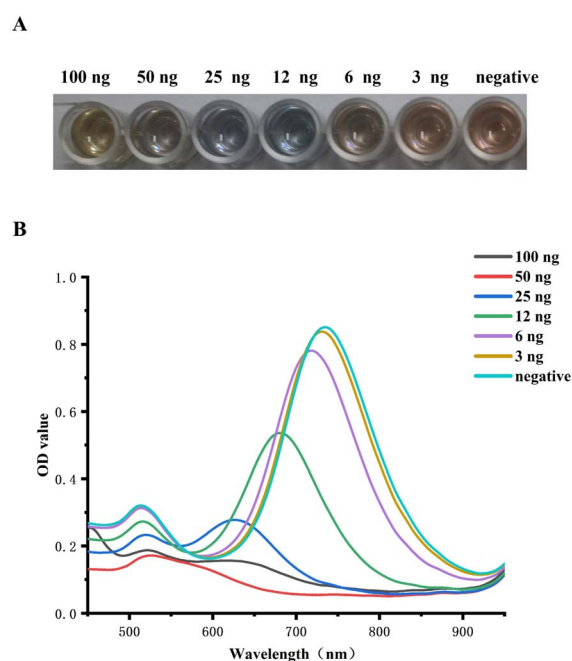 A
100 ng 50 ng 25 ng 12 ng 6 ng 3 ng negative
B
100 ng
50 ng
25 ng
12 ng
6 ng
3 ng
negative
1.0
0.8
0.6
0.4
0.2
0.0
OD value
500 600 700 800 900
Wavelength（nm）